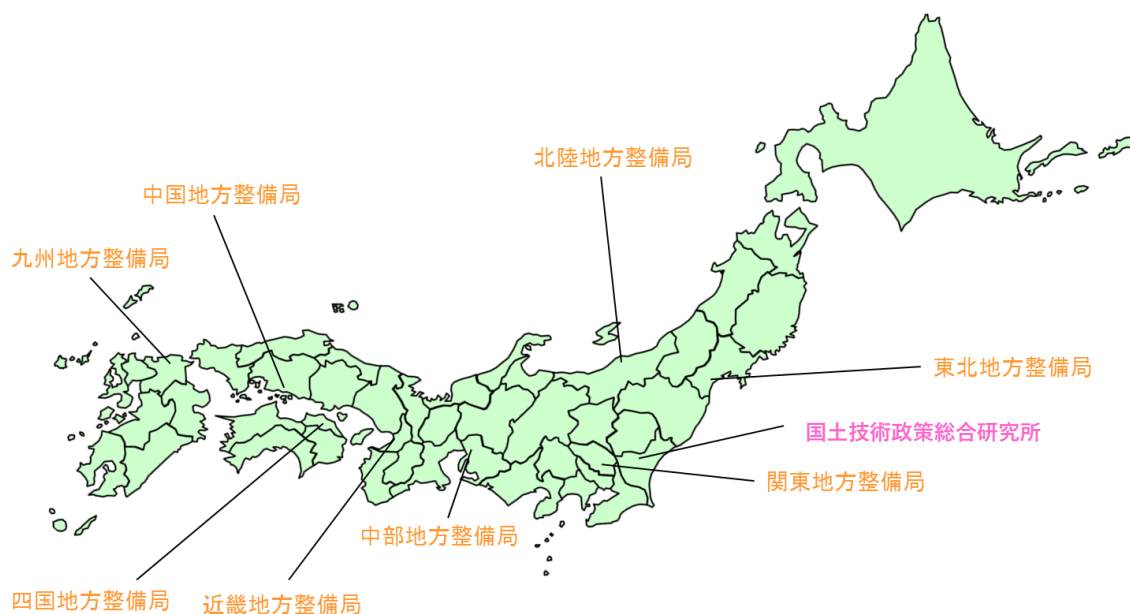 北陸地方整備局
中国地方整備局
九州地方整備局
東北地方整備局
国土技術政策総合研究所
関東地方整備局
中部地方整備局
四国地方整備局
近畿地方整備局